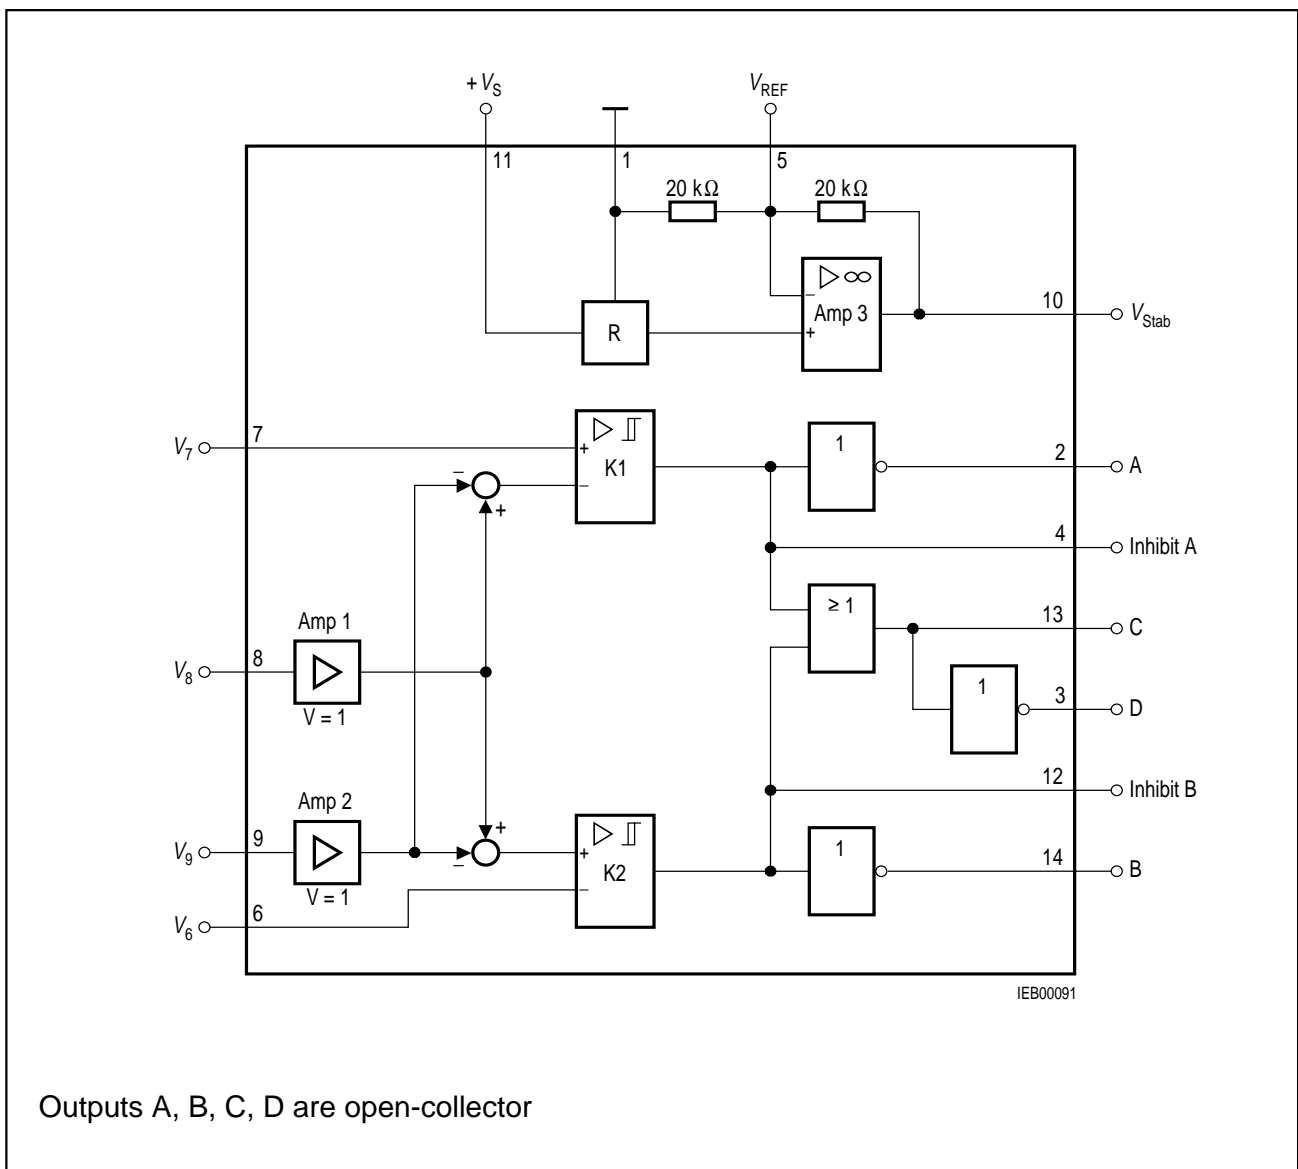 + VS
VREF
11
1
5
20 kΩ
20 kΩ
▷ ∞
−
Amp 3
+
R
10
VStab
V7
7
+
K1
−
1
2
A
−
+
4
Inhibit A
≥ 1
13
C
Amp 1
V8
8
V = 1
1
3
D
12
Inhibit B
Amp 2
V9
9
+
−
V = 1
+
K2
−
1
14
B
V6
6
IEB00091
Outputs A, B, C, D are open-collector